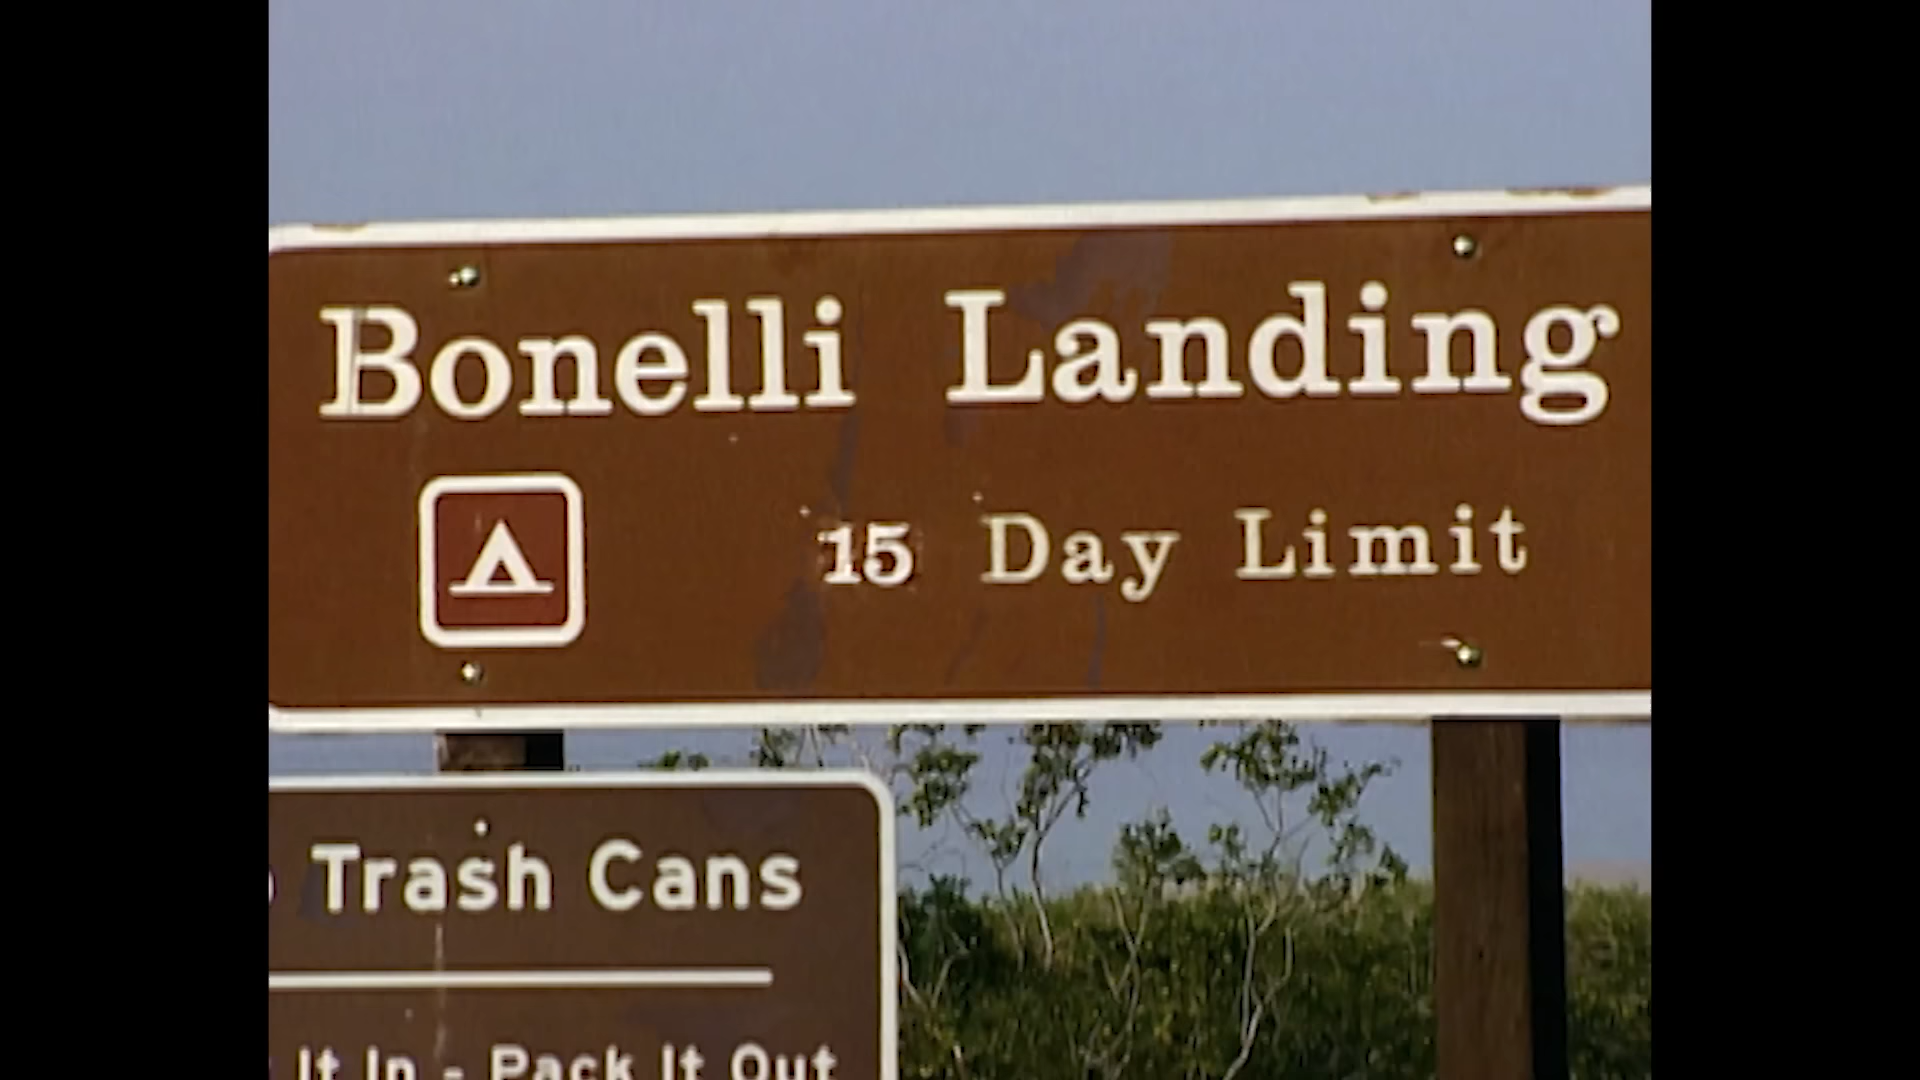 Bonelli Landing
15 Day Limit
Trash Cans
It In - Pack It Out